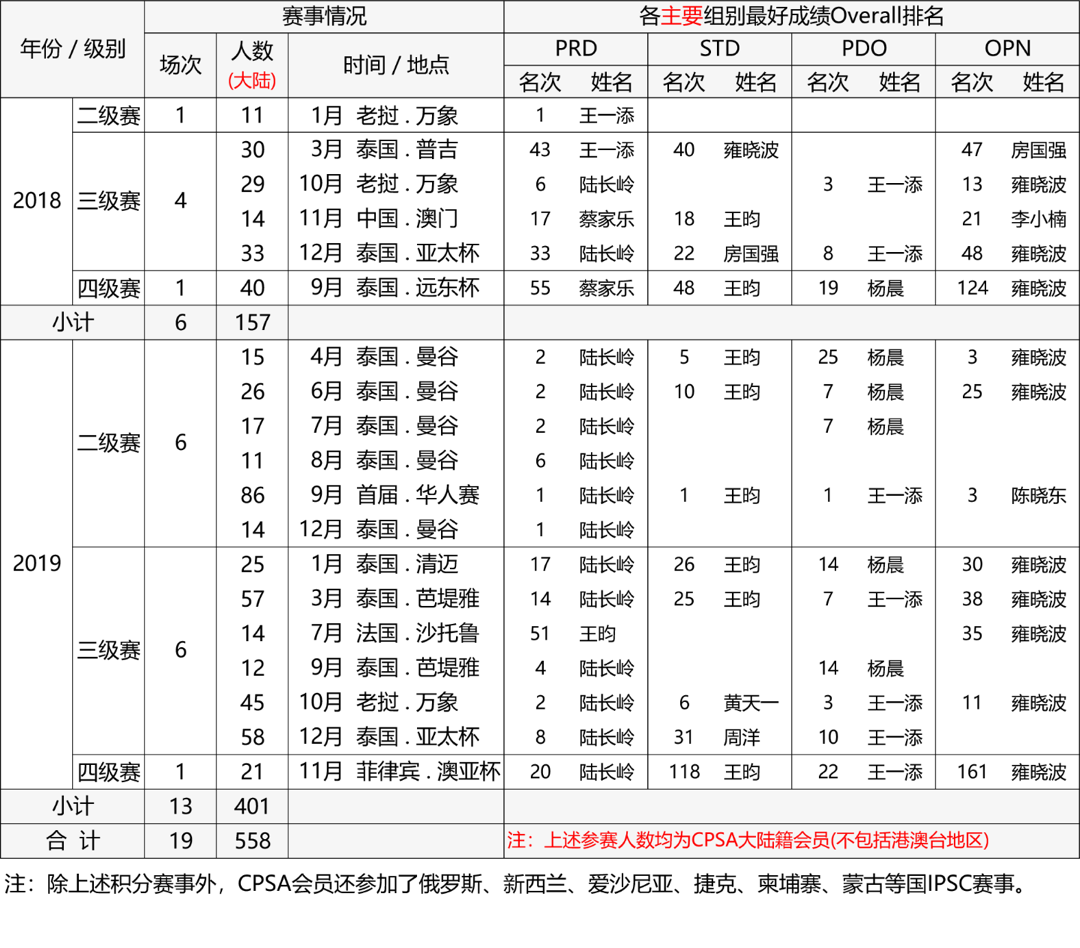 年份 / 级别 赛事情况 各主要组别最好成绩Overall排名
场次 人数(大陆) 时间 / 地点 PRD STD PDO OPN
名次 姓名 名次 姓名 名次 姓名 名次 姓名
2018 二级赛 1 11 1月 老挝 . 万象 1 王一添
三级赛 4 30 3月 泰国 . 普吉 43 王一添 40 雍晓波 47 房国强
29 10月 老挝 . 万象 6 陆长岭 3 王一添 13 雍晓波
14 11月 中国 . 澳门 17 蔡家乐 18 王昀 21 李小楠
33 12月 泰国 . 亚太杯 33 陆长岭 22 房国强 8 王一添 48 雍晓波
四级赛 1 40 9月 泰国 . 远东杯 55 蔡家乐 48 王昀 19 杨晨 124 雍晓波
小计 6 157
2019 二级赛 6 15 4月 泰国 . 曼谷 2 陆长岭 5 王昀 25 杨晨 3 雍晓波
26 6月 泰国 . 曼谷 2 陆长岭 10 王昀 7 杨晨 25 雍晓波
17 7月 泰国 . 曼谷 2 陆长岭 7 杨晨
11 8月 泰国 . 曼谷 6 陆长岭
86 9月 首届 . 华人赛 1 陆长岭 1 王昀 1 王一添 3 陈晓东
14 12月 泰国 . 曼谷 1 陆长岭
三级赛 6 25 1月 泰国 . 清迈 17 陆长岭 26 王昀 14 杨晨 30 雍晓波
57 3月 泰国 . 芭堤雅 14 陆长岭 25 王昀 7 王一添 38 雍晓波
14 7月 法国 . 沙托鲁 51 王昀 35 雍晓波
12 9月 泰国 . 芭堤雅 4 陆长岭 14 杨晨
45 10月 老挝 . 万象 2 陆长岭 6 黄天一 3 王一添 11 雍晓波
58 12月 泰国 . 亚太杯 8 陆长岭 31 周洋 10 王一添
四级赛 1 21 11月 菲律宾 . 澳亚杯 20 陆长岭 118 王昀 22 王一添 161 雍晓波
小计 13 401
合 计 19 558 注：上述参赛人数均为CPSA大陆籍会员(不包括港澳台地区)
注：除上述积分赛事外，CPSA会员还参加了俄罗斯、新西兰、爱沙尼亚、捷克、柬埔寨、蒙古等国IPSC赛事。